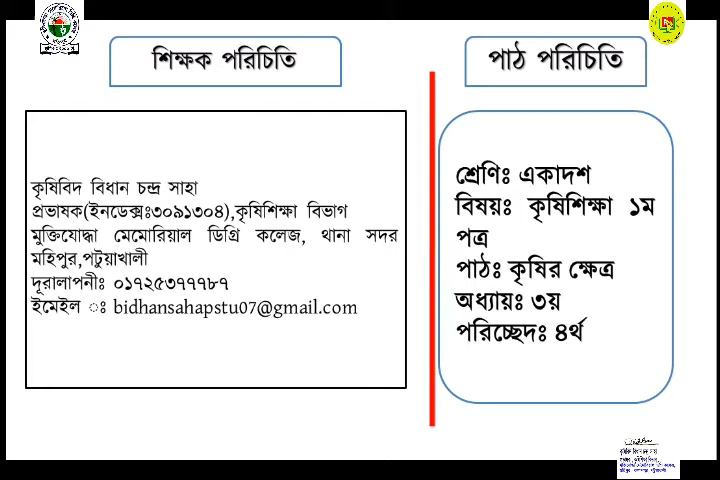 শিক্ষক পরিচিতি
কৃষিবিদ বিধান চন্দ্র সাহা
প্রভাষক(ইনডেক্সঃ৩০৯১৩০৪),কৃষিশিক্ষা বিভাগ
মুক্তিযোদ্ধা মেমোরিয়াল ডিগ্রি কলেজ, থানা সদর
মহিপুর,পটুয়াখালী
দূরালাপনীঃ ০১৭২৫৩৭৭৭৮৭
ইমেইল ঃ bidhansahapstu07@gmail.com
পাঠ পরিচিতি
শ্রেণিঃ একাদশ
বিষয়ঃ কৃষিশিক্ষা ১ম
পত্র
পাঠঃ কৃষির ক্ষেত্র
অধ্যায়ঃ ৩য়
পরিচ্ছেদঃ ৪র্থ